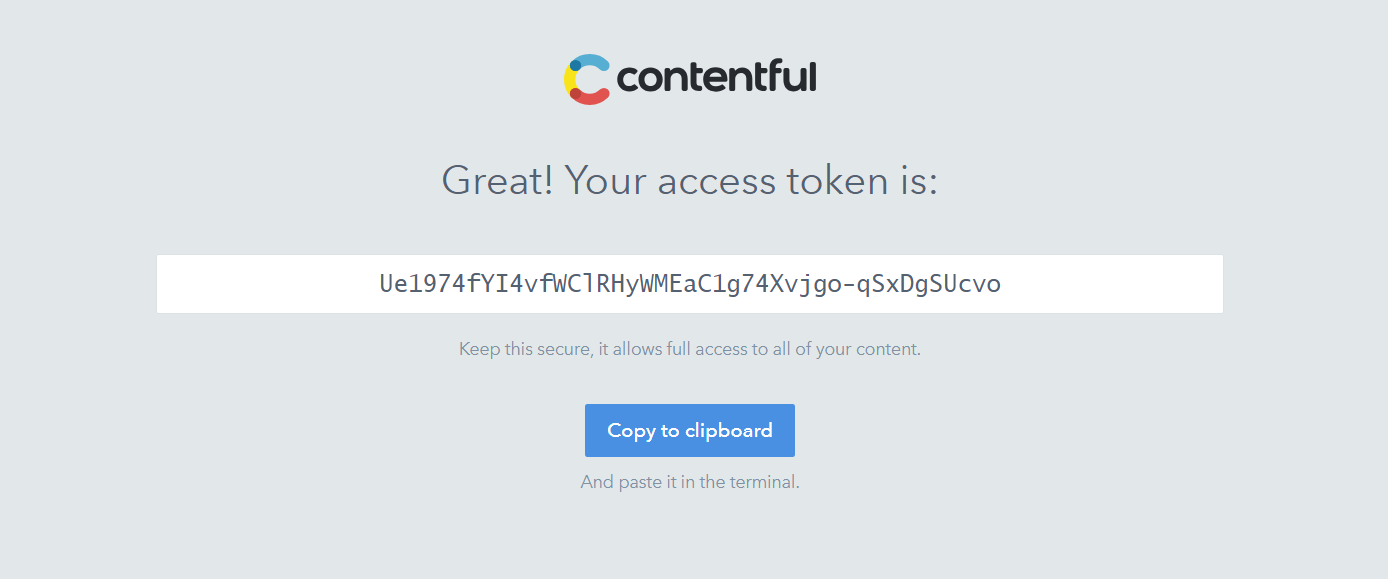 contentful
Great! Your access token is:
Ue1974fYI4vfWClRHyWMEaC1g74Xvjgo-qSxDgSUcvo
Keep this secure, it allows full access to all of your content.
Copy to clipboard
And paste it in the terminal.